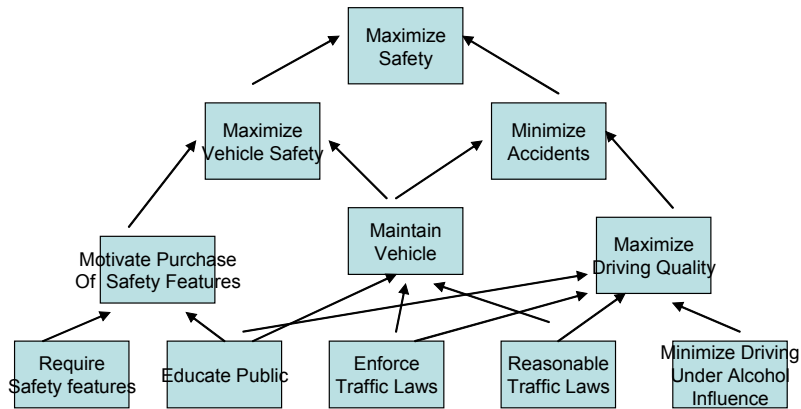 Maximize
Safety
Maximize
Vehicle Safety
Minimize
Accidents
Motivate Purchase
Of Safety Features
Maintain
Vehicle
Maximize
Driving Quality
Require
Safety features
Educate Public
Enforce
Traffic Laws
Reasonable
Traffic Laws
Minimize Driving
Under Alcohol
Influence